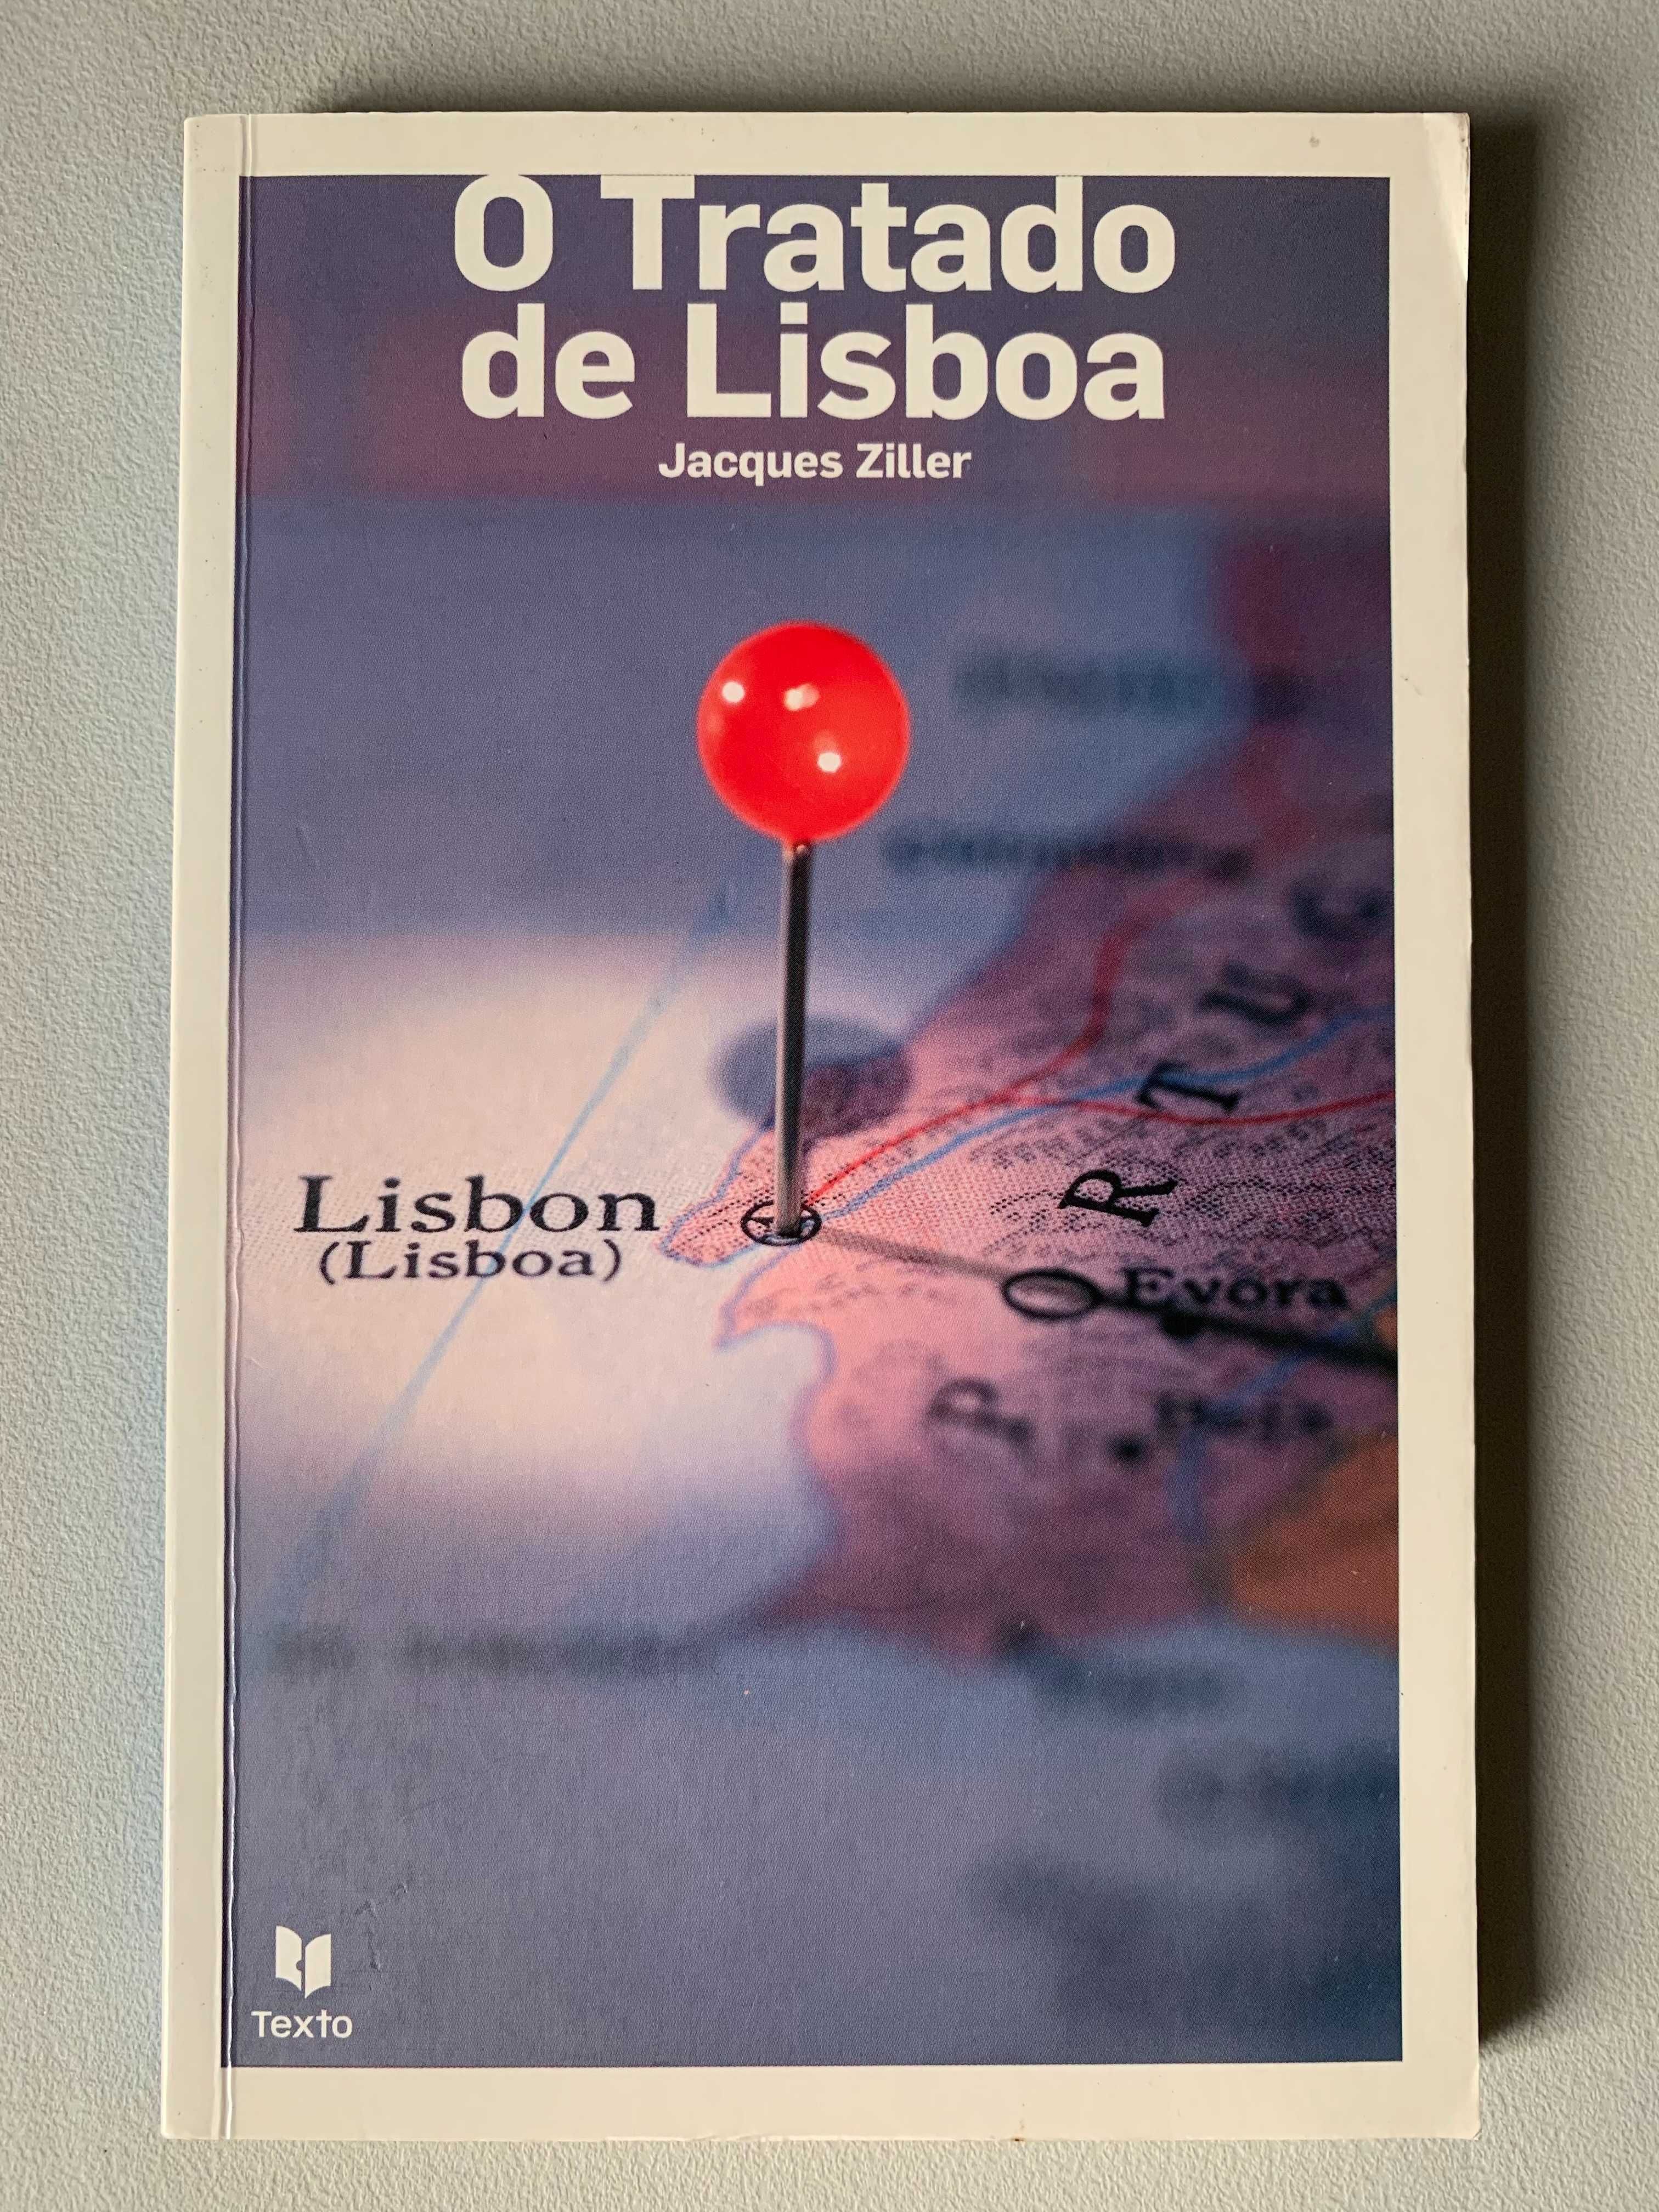 O Tratado
de Lisboa
Jacques Ziller
Lisbon
(Lisboa)
Evora
P
R
T
U
G
Texto